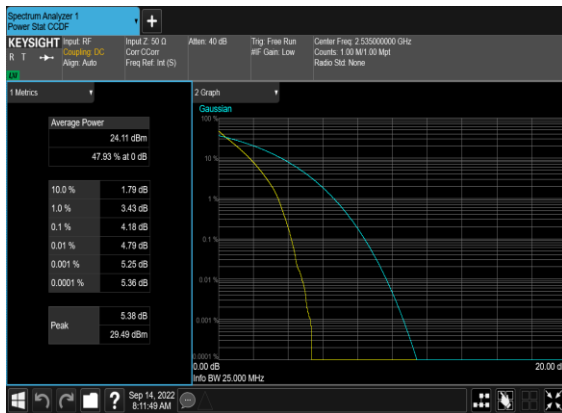 Spectrum Analyzer 1
Power Stat CCDF
KEYSIGHT
R T
LXI
Input: RF
Coupling: DC
Align: Auto
Input Z: 50 Ω
Corr CCorr
Freq Ref: Int (S)
Atten: 40 dB
Trig: Free Run
#IF Gain: Low
Center Freq: 2.535000000 GHz
Counts: 1.00 M/1.00 Mpt
Radio Std: None
1 Metrics
Average Power
24.11 dBm
47.93 % at 0 dB
10.0 % 1.79 dB
1.0 % 3.43 dB
0.1 % 4.18 dB
0.01 % 4.79 dB
0.001 % 5.25 dB
0.0001 % 5.36 dB
Peak
5.38 dB
29.49 dBm
2 Graph
Gaussian
100 %
10 %
1 %
0.1 %
0.01 %
0.001 %
0.0001 %
0.00 dB
20.00 d
Info BW 25.000 MHz
?
Sep 14, 2022
8:11:49 AM